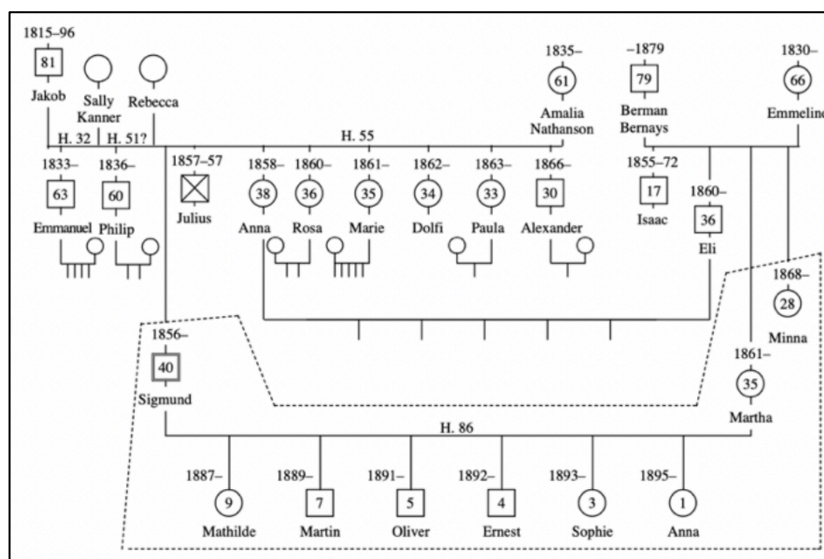 1815–96
81
Jakob
Sally
Kanner
Rebecca
1835–
61
Amalia
Nathanson
–1879
79
Berman
Bernays
1830–
66
Emmeline
H. 32
H. 51?
H. 55
1833–
63
Emmanuel
1836–
60
Philip
1857–57
Julius
1858–
38
Anna
1860–
36
Rosa
1861–
35
Marie
1862–
34
Dolfi
1863–
33
Paula
1866–
30
Alexander
1855–72
17
Isaac
1860–
36
Eli
1868–
28
Minna
1856–
40
Sigmund
1861–
35
Martha
H. 86
1887–
9
Mathilde
1889–
7
Martin
1891–
5
Oliver
1892–
4
Ernest
1893–
3
Sophie
1895–
1
Anna